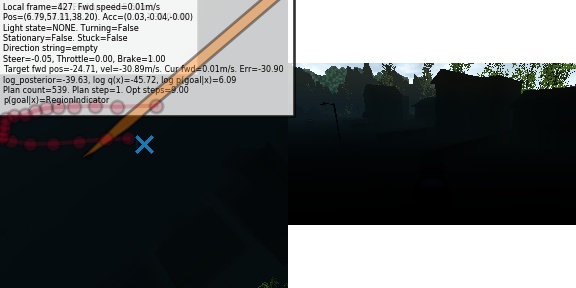 Local frame=427. Fwd speed=0.01m/s
Pos=(6.79,57.11,38.20). Acc=(0.03,-0.04,-0.00)
Light state=NONE. Turning=False
Stationary=False. Stuck=False
Direction string=empty
Steer=-0.05, Throttle=0.00, Brake=1.00
Target fwd pos=-24.71, vel=-30.89m/s. Cur fwd=0.01m/s. Err=-30.90
log_posterior=-39.63, log q(x)=-45.72, log p(goal|x)=6.09
Plan count=539. Plan step=1. Opt steps=9.00
p(goal|x)=RegionIndicator